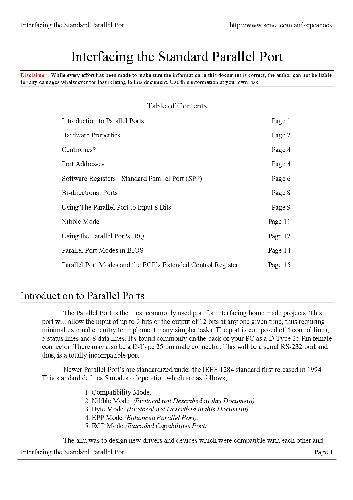 Interfacing the Standard Parallel Port
Interfacing the Standard Parallel Port
Disclaimer : While every effort has been made to make sure the information in this document is correct, the author can not be liable
for any damages whatsoever for loss relating to this document. Use this information at your own risk.
Table of Contents
Introduction to Parallel Ports Page 1
Hardware Properties Page 2
Centronics? Page 4
Port Addresses Page 4
Software Registers - Standard Parallel Port (SPP) Page 6
Bi-directional Ports Page 8
Using The Parallel Port to Input 8 Bits Page 9
Nibble Mode Page 11
Using the Parallel Port's IRQ Page 12
Parallel Port Modes in BIOS Page 14
Parallel Port Modes and the ECP's Extended Control Register Page 15
Introduction to Parallel Ports
The Parallel Port is the most commonly used port for interfacing home made projects. This
port will allow the input of up to 9 bits or the output of 12 bits at any one given time, thus requiring
minimal external circuitry to implement many simpler tasks. The port is composed of 4 control lines,
5 status lines and 8 data lines. It's found commonly on the back of your PC as a D-Type 25 Pin female
connector. There may also be a D-Type 25 pin male connector. This will be a serial RS-232 port and
thus, is a totally incompatible port.
Newer Parallel Port's are standardized under the IEEE 1284 standard first released in 1994.
This standard defines 5 modes of operation which are as follows,
1. Compatibility Mode.
2. Nibble Mode. (Protocol not Described in this Document)
3. Byte Mode. (Protocol not Described in this Document)
4. EPP Mode (Enhanced Parallel Port).
5. ECP Mode (Extended Capabilities Port).
The aim was to design new drivers and devices which were compatible with each other and
Interfacing the Standard Parallel Port Page 1